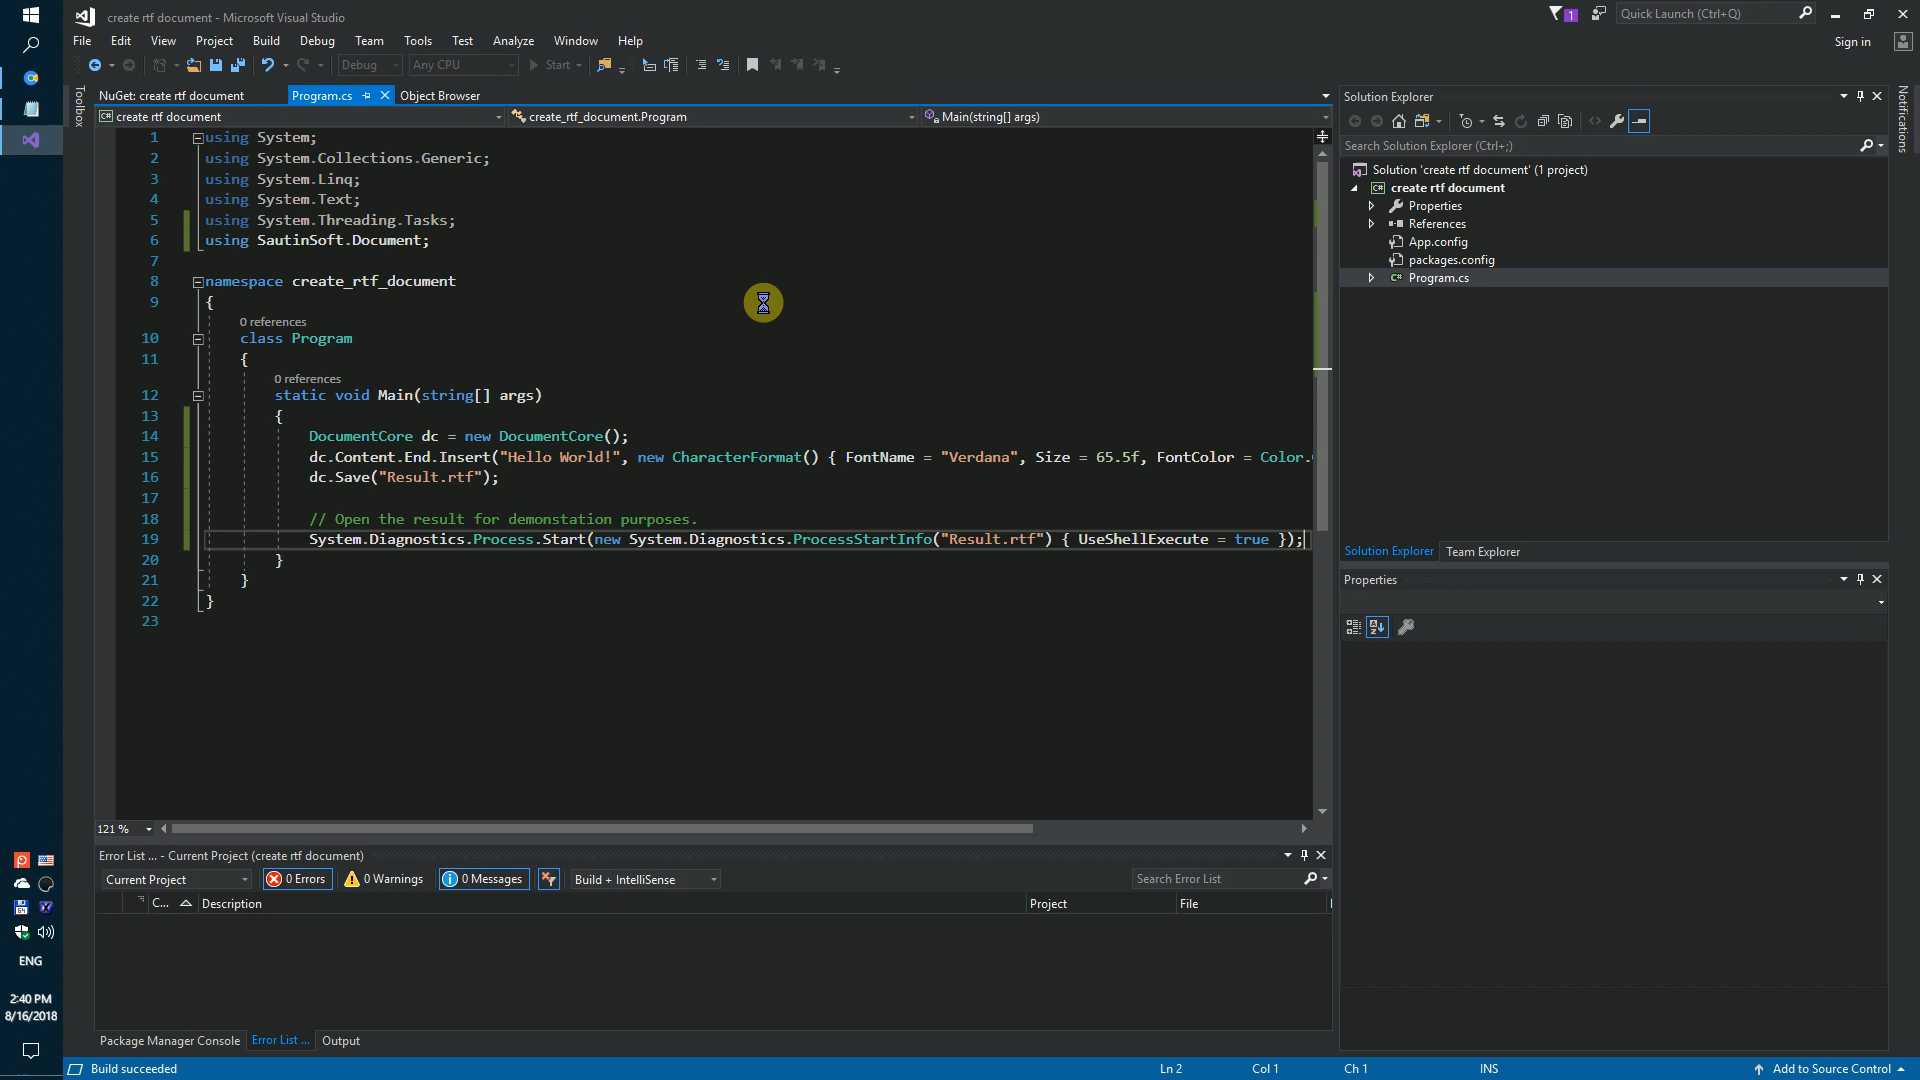 create rtf document - Microsoft Visual Studio
1
Quick Launch (Ctrl+Q)
File Edit View Project Build Debug Team Tools Test Analyze Window Help
Sign in
Debug Any CPU Start
Toolbox
NuGet: create rtf document Program.cs Object Browser
create rtf document create_rtf_document.Program Main(string[] args)
1 using System;
2 using System.Collections.Generic;
3 using System.Linq;
4 using System.Text;
5 using System.Threading.Tasks;
6 using SautinSoft.Document;
7
8 namespace create_rtf_document
9 {
0 references
10 class Program
11 {
0 references
12 static void Main(string[] args)
13 {
14 DocumentCore dc = new DocumentCore();
15 dc.Content.End.Insert("Hello World!", new CharacterFormat() { FontName = "Verdana", Size = 65.5f, FontColor = Color.
16 dc.Save("Result.rtf");
17
18 // Open the result for demonstation purposes.
19 System.Diagnostics.Process.Start(new System.Diagnostics.ProcessStartInfo("Result.rtf") { UseShellExecute = true });
20 }
21 }
22 }
23
121 %
Solution Explorer
Search Solution Explorer (Ctrl+;)
Solution 'create rtf document' (1 project)
create rtf document
Properties
References
App.config
packages.config
Program.cs
Solution Explorer Team Explorer
Properties
Notifications
Error List ... - Current Project (create rtf document)
Current Project 0 Errors 0 Warnings 0 Messages Build + IntelliSense Search Error List
C... Description Project File
Package Manager Console Error List ... Output
64
ENG
2:40 PM
8/16/2018
Build succeeded Ln 2 Col 1 Ch 1 INS Add to Source Control